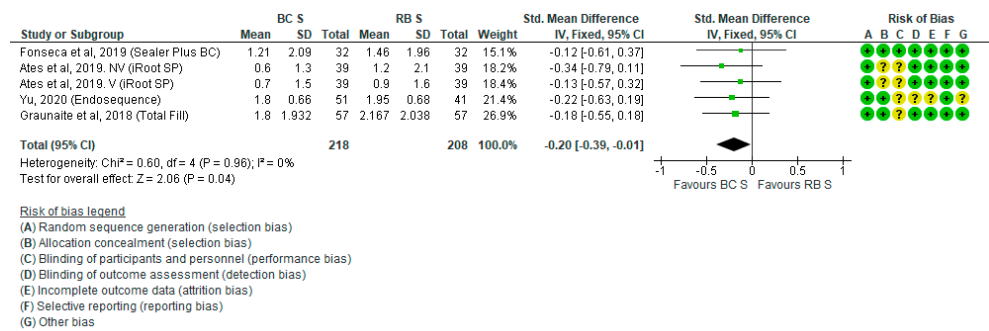 BC S RB S Std. Mean Difference Std. Mean Difference Risk of Bias
Study or Subgroup Mean SD Total Mean SD Total Weight IV, Fixed, 95% CI IV, Fixed, 95% CI A B C D E F G
Fonseca et al, 2019 (Sealer Plus BC) 1.21 2.09 32 1.46 1.96 32 15.1% -0.12 [-0.61, 0.37] + + + + + + +
Ates et al, 2019. NV (iRoot SP) 0.6 1.3 39 1.2 2.1 39 18.2% -0.34 [-0.79, 0.11] + ? ? + + + +
Ates et al, 2019. V (iRoot SP) 0.7 1.5 39 0.9 1.6 39 18.4% -0.13 [-0.57, 0.32] + ? ? + + + +
Yu, 2020 (Endosequence) 1.8 0.66 51 1.95 0.68 41 21.4% -0.22 [-0.63, 0.19] + + ? ? ? + ?
Graunaite et al, 2018 (Total Fill) 1.8 1.932 57 2.167 2.038 57 26.9% -0.18 [-0.55, 0.18] + + ? + + + +
Total (95% CI) 218 208 100.0% -0.20 [-0.39, -0.01]
Heterogeneity: Chi² = 0.60, df = 4 (P = 0.96); I² = 0%
Test for overall effect: Z = 2.06 (P = 0.04)
-1 -0.5 0 0.5 1
Favours BC S Favours RB S
Risk of bias legend
(A) Random sequence generation (selection bias)
(B) Allocation concealment (selection bias)
(C) Blinding of participants and personnel (performance bias)
(D) Blinding of outcome assessment (detection bias)
(E) Incomplete outcome data (attrition bias)
(F) Selective reporting (reporting bias)
(G) Other bias